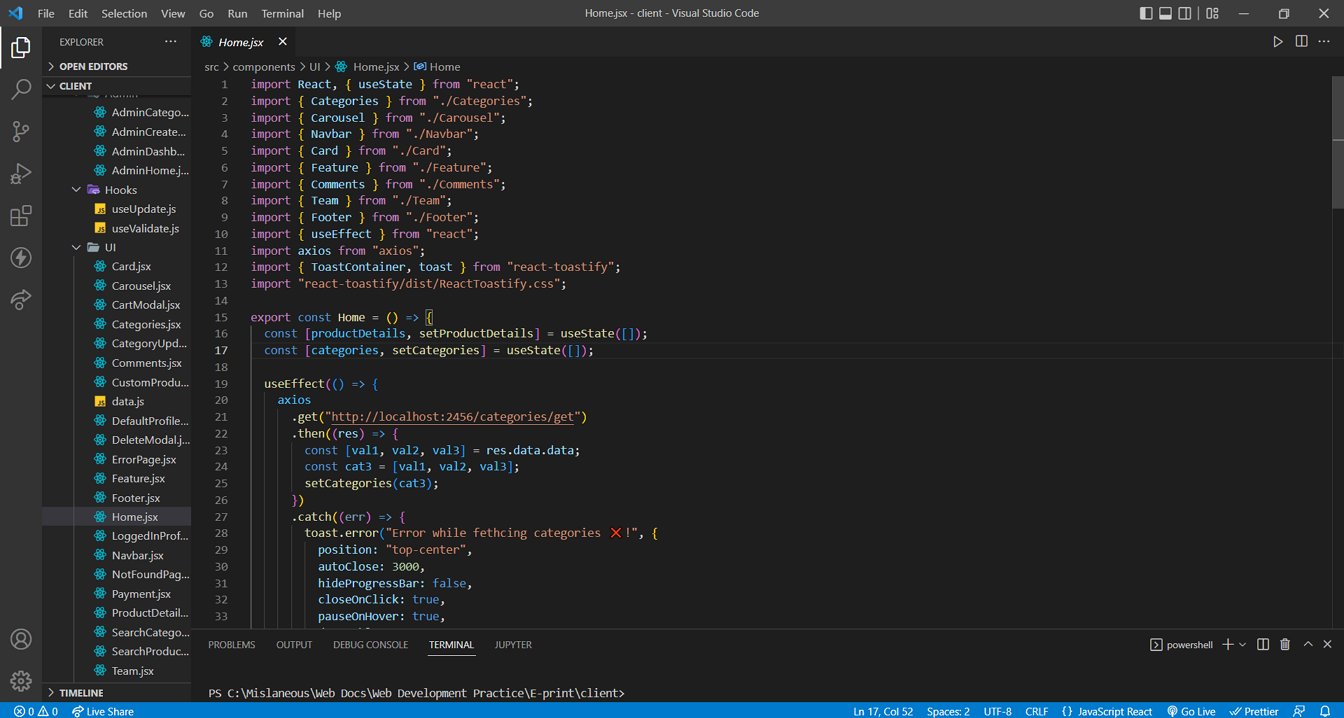 File Edit Selection View Go Run Terminal Help
Home.jsx - client - Visual Studio Code
EXPLORER
OPEN EDITORS
CLIENT
Admin
AdminCatego...
AdminCreate...
AdminDashb...
AdminHome.j...
Hooks
JS useUpdate.js
JS useValidate.js
UI
Card.jsx
Carousel.jsx
CartModal.jsx
Categories.jsx
CategoryUpd...
Comments.jsx
CustomProdu...
JS data.js
DefaultProfile...
DeleteModal.j...
ErrorPage.jsx
Feature.jsx
Footer.jsx
Home.jsx
LoggedInProf...
Navbar.jsx
NotFoundPag...
Payment.jsx
ProductDetail...
SearchCatego...
SearchProduc...
Team.jsx
TIMELINE
Home.jsx
src > components > UI > Home.jsx > Home
1 import React, { useState } from "react";
2 import { Categories } from "./Categories";
3 import { Carousel } from "./Carousel";
4 import { Navbar } from "./Navbar";
5 import { Card } from "./Card";
6 import { Feature } from "./Feature";
7 import { Comments } from "./Comments";
8 import { Team } from "./Team";
9 import { Footer } from "./Footer";
10 import { useEffect } from "react";
11 import axios from "axios";
12 import { ToastContainer, toast } from "react-toastify";
13 import "react-toastify/dist/ReactToastify.css";
14
15 export const Home = () => {
16 const [productDetails, setProductDetails] = useState([]);
17 const [categories, setCategories] = useState([]);
18
19 useEffect(() => {
20 axios
21 .get("http://localhost:2456/categories/get")
22 .then((res) => {
23 const [val1, val2, val3] = res.data.data;
24 const cat3 = [val1, val2, val3];
25 setCategories(cat3);
26 })
27 .catch((err) => {
28 toast.error("Error while fethcing categories ❌!", {
29 position: "top-center",
30 autoClose: 3000,
31 hideProgressBar: false,
32 closeOnClick: true,
33 pauseOnHover: true,
PROBLEMS OUTPUT DEBUG CONSOLE TERMINAL JUPYTER
powershell
PS C:\Mislaneous\Web Docs\Web Development Practice\E-print\client>
0 0 Live Share
Ln 17, Col 52 Spaces: 2 UTF-8 CRLF {} JavaScript React Go Live Prettier